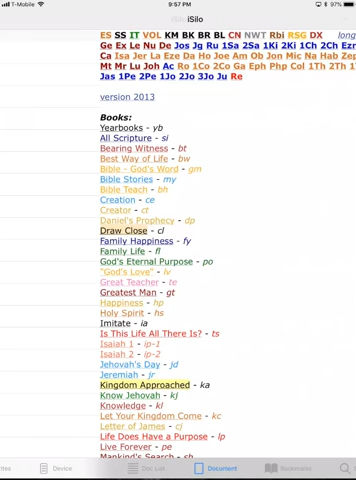 T-Mobile 9:57 PM 97%
iSilo iSilo
ES SS IT VOL KM BK BR BL CN NWT Rbi RSG DX long
Ge Ex Le Nu De Jos Jg Ru 1Sa 2Sa 1Ki 2Ki 1Ch 2Ch Ezr
Ca Isa Jer La Eze Da Ho Joe Am Ob Jon Mic Na Hab Zep
Mt Mr Lu Joh Ac Ro 1Co 2Co Ga Eph Php Col 1Th 2Th 1
Jas 1Pe 2Pe 1Jo 2Jo 3Jo Ju Re
version 2013
Books:
Yearbooks - yb
All Scripture - si
Bearing Witness - bt
Best Way of Life - bw
Bible - God's Word - gm
Bible Stories - my
Bible Teach - bh
Creation - ce
Creator - ct
Daniel's Prophecy - dp
Draw Close - cl
Family Happiness - fy
Family Life - fl
God's Eternal Purpose - po
"God's Love" - lv
Great Teacher - te
Greatest Man - gt
Happiness - hp
Holy Spirit - hs
Imitate - ia
Is This Life All There Is? - ts
Isaiah 1 - ip-1
Isaiah 2 - ip-2
Jehovah's Day - jd
Jeremiah - jr
Kingdom Approached - ka
Know Jehovah - kj
Knowledge - kl
Let Your Kingdom Come - kc
Letter of James - cj
Life Does Have a Purpose - lp
Live Forever - pe
Mankind's Search - sh
Device Doc List Document Bookmarks